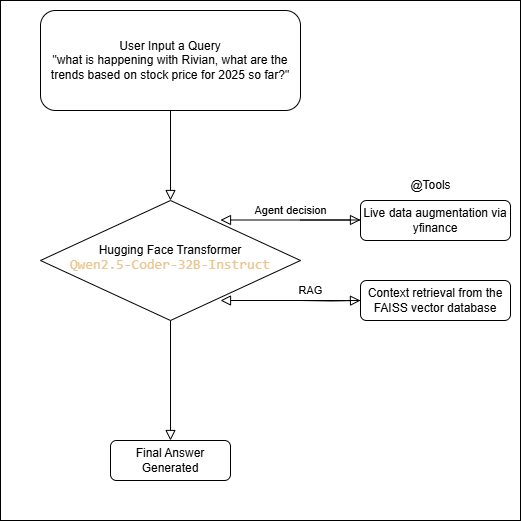 User Input a Query
"what is happening with Rivian, what are the
trends based on stock price for 2025 so far?"
@Tools
Agent decision
Live data augmentation via
yfinance
Hugging Face Transformer
Qwen2.5-Coder-32B-Instruct
RAG
Context retrieval from the
FAISS vector database
Final Answer
Generated